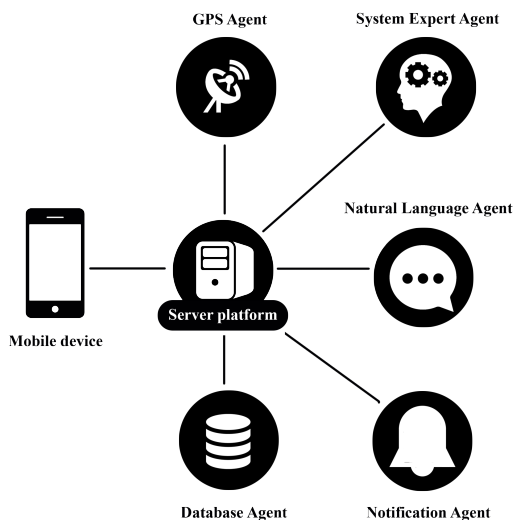 GPS Agent
System Expert Agent
Natural Language Agent
Server platform
Mobile device
Database Agent
Notification Agent